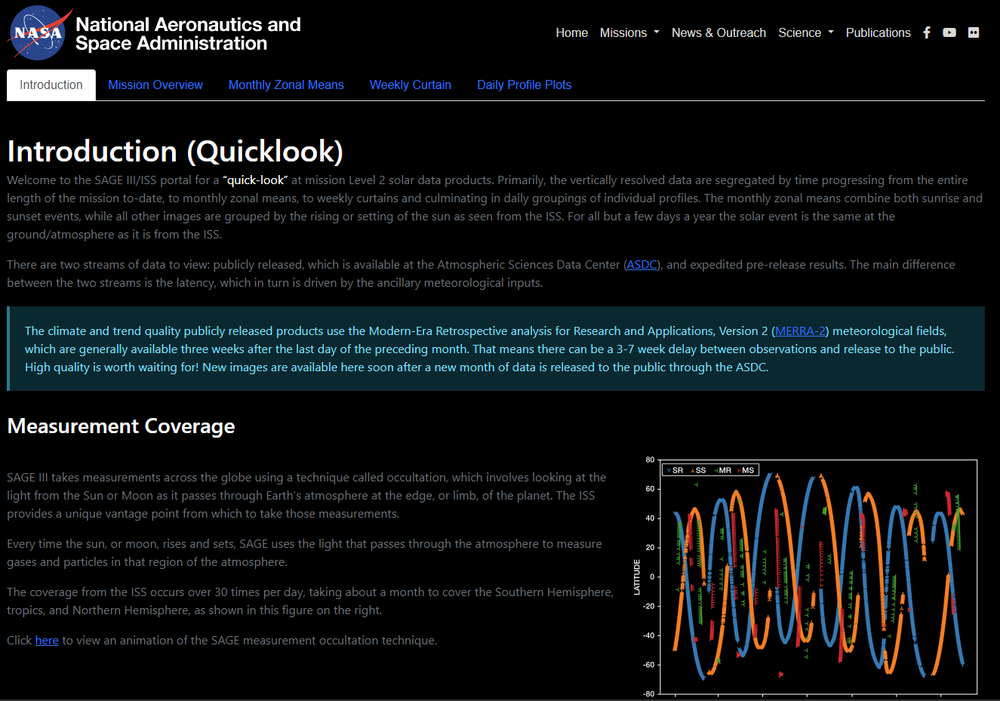 NASA
National Aeronautics and
Space Administration
Home Missions News & Outreach Science Publications
Introduction Mission Overview Monthly Zonal Means Weekly Curtain Daily Profile Plots
Introduction (Quicklook)
Welcome to the SAGE III/ISS portal for a “quick-look” at mission Level 2 solar data products. Primarily, the vertically resolved data are segregated by time progressing from the entire
length of the mission to-date, to monthly zonal means, to weekly curtains and culminating in daily groupings of individual profiles. The monthly zonal means combine both sunrise and
sunset events, while all other images are grouped by the rising or setting of the sun as seen from the ISS. For all but a few days a year the solar event is the same at the
ground/atmosphere as it is from the ISS.
There are two streams of data to view: publicly released, which is available at the Atmospheric Sciences Data Center (ASDC), and expedited pre-release results. The main difference
between the two streams is the latency, which in turn is driven by the ancillary meteorological inputs.
The climate and trend quality publicly released products use the Modern-Era Retrospective analysis for Research and Applications, Version 2 (MERRA-2) meteorological fields,
which are generally available three weeks after the last day of the preceding month. That means there can be a 3-7 week delay between observations and release to the public.
High quality is worth waiting for! New images are available here soon after a new month of data is released to the public through the ASDC.
Measurement Coverage
SAGE III takes measurements across the globe using a technique called occultation, which involves looking at the
light from the Sun or Moon as it passes through Earth’s atmosphere at the edge, or limb, of the planet. The ISS
provides a unique vantage point from which to take those measurements.
Every time the sun, or moon, rises and sets, SAGE uses the light that passes through the atmosphere to measure
gases and particles in that region of the atmosphere.
The coverage from the ISS occurs over 30 times per day, taking about a month to cover the Southern Hemisphere,
tropics, and Northern Hemisphere, as shown in this figure on the right.
Click here to view an animation of the SAGE measurement occultation technique.
SR SS MR MS
LATITUDE
80
60
40
20
0
-20
-40
-60
-80